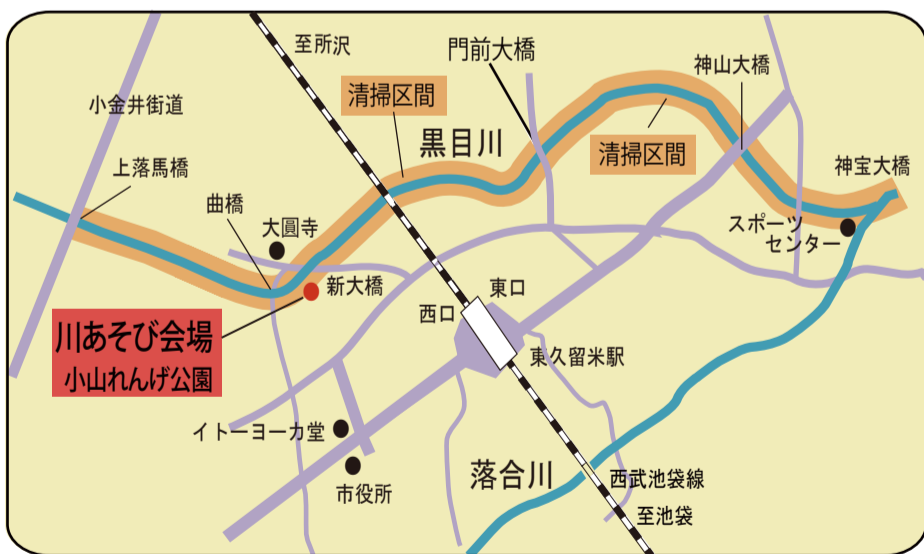 至所沢
門前大橋
神山大橋
小金井街道
清掃区間
黒目川
清掃区間
上落馬橋
神宝大橋
曲橋
大圓寺
スポーツ
センター
新大橋
東口
西口
川あそび会場
小山れんげ公園
東久留米駅
イトーヨーカ堂
市役所
落合川
西武池袋線
至池袋